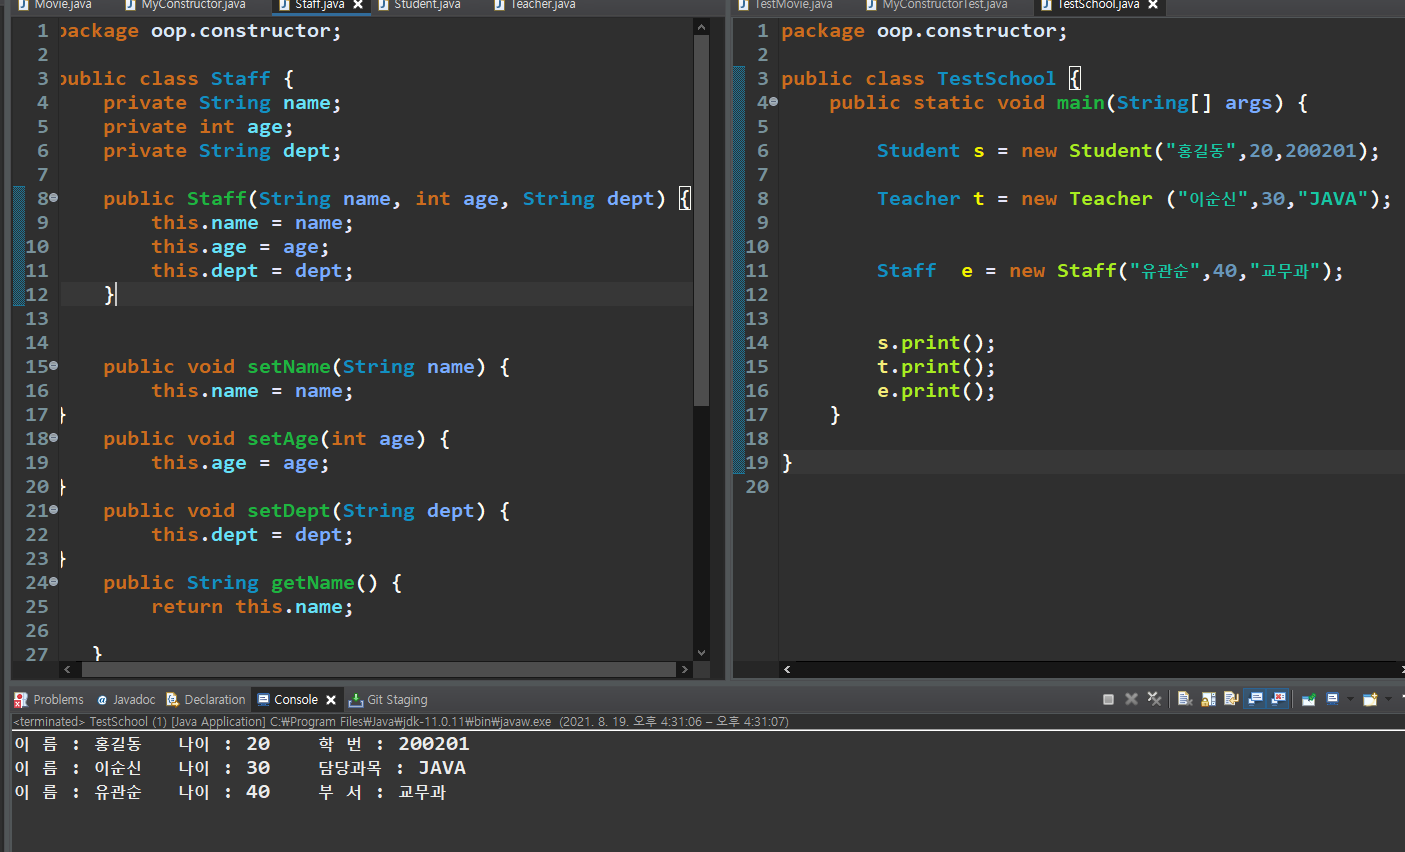 Movie.java MyConstructor.java Staff.java Student.java Teacher.java
1 package oop.constructor;
2
3 public class Staff {
4 private String name;
5 private int age;
6 private String dept;
7
8 public Staff(String name, int age, String dept) {
9 this.name = name;
10 this.age = age;
11 this.dept = dept;
12 }
13
14
15 public void setName(String name) {
16 this.name = name;
17 }
18 public void setAge(int age) {
19 this.age = age;
20 }
21 public void setDept(String dept) {
22 this.dept = dept;
23 }
24 public String getName() {
25 return this.name;
26
27 }
TestMovie.java MyConstructorTest.java TestSchool.java
1 package oop.constructor;
2
3 public class TestSchool {
4 public static void main(String[] args) {
5
6 Student s = new Student("홍길동",20,200201);
7
8 Teacher t = new Teacher ("이순신",30,"JAVA");
9
10
11 Staff e = new Staff("유관순",40,"교무과");
12
13
14 s.print();
15 t.print();
16 e.print();
17 }
18
19 }
20
Problems @ Javadoc Declaration Console Git Staging
<terminated> TestSchool (1) [Java Application] C:₩Program Files₩Java₩jdk-11.0.11₩bin₩javaw.exe (2021. 8. 19. 오후 4:31:06 – 오후 4:31:07)
이 름 : 홍길동 나이 : 20 학 번 : 200201
이 름 : 이순신 나이 : 30 담당과목 : JAVA
이 름 : 유관순 나이 : 40 부 서 : 교무과